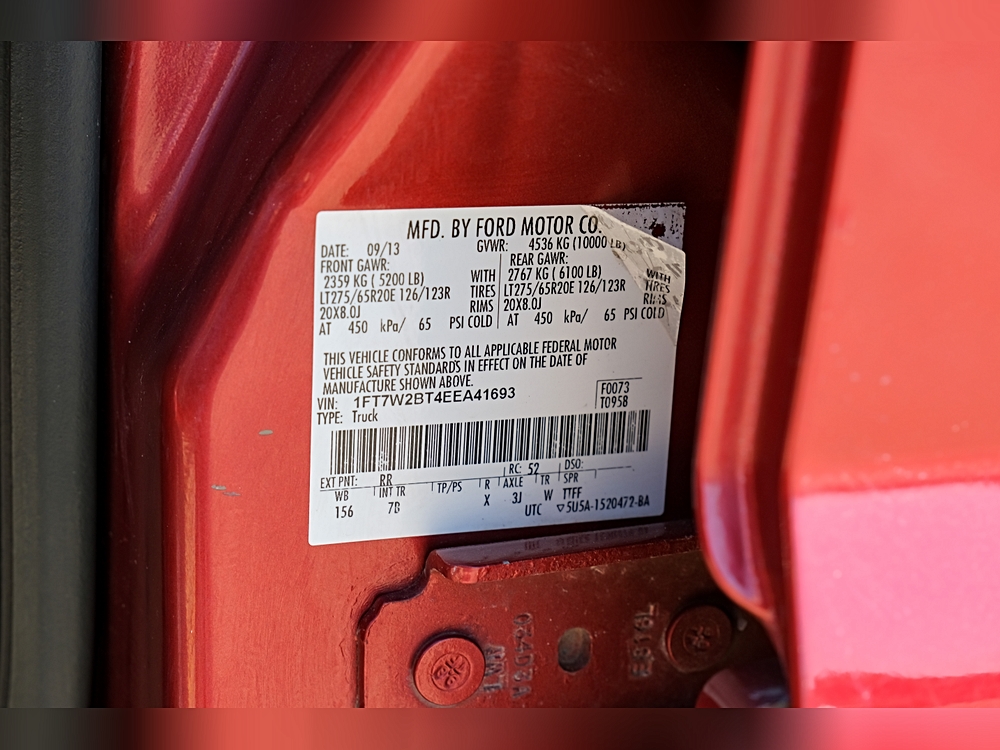 MFD. BY FORD MOTOR CO.
DATE: 09/13 GVWR: 4536 KG (10000 LB)
FRONT GAWR: REAR GAWR:
2359 KG ( 5200 LB) WITH 2767 KG ( 6100 LB) WITH
LT275/65R20E 126/123R TIRES LT275/65R20E 126/123R TIRES
20X8.0J RIMS 20X8.0J RIMS
AT 450 kPa/ 65 PSI COLD AT 450 kPa/ 65 PSI COLD
THIS VEHICLE CONFORMS TO ALL APPLICABLE FEDERAL MOTOR
VEHICLE SAFETY STANDARDS IN EFFECT ON THE DATE OF
MANUFACTURE SHOWN ABOVE.
VIN: 1FT7W2BT4EEA41693 F0073
TYPE: Truck T0958
RC: 52 DSO:
EXT PNT: RR
WB INT TR TP/PS R AXLE TR SPR
156 7B X 3J W TTFF
UTC ▽5U5A-1520472-BA